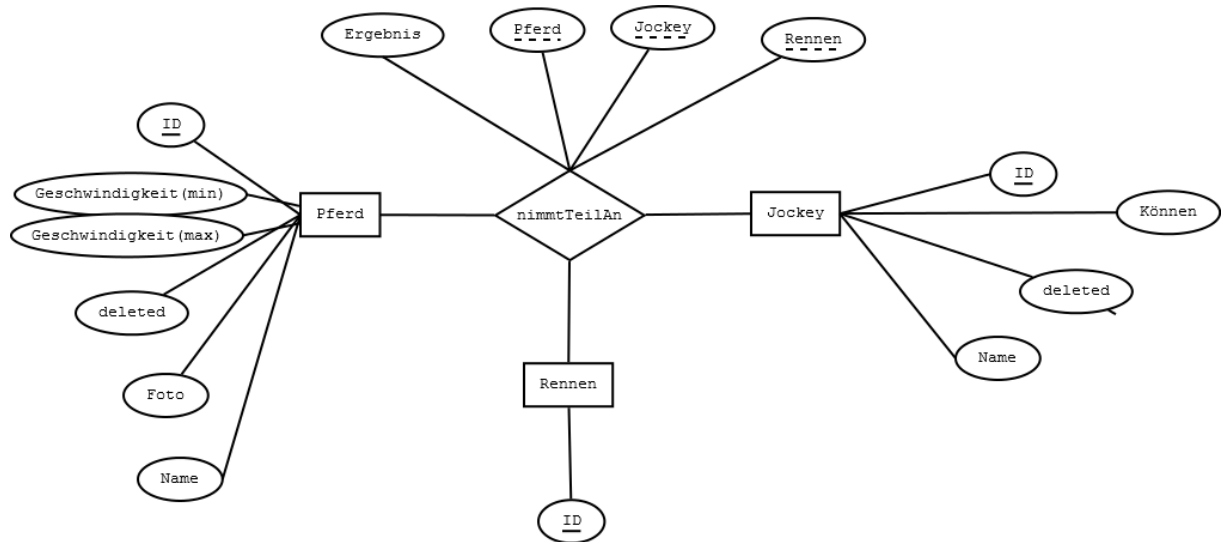 Ergebnis
Pferd
Jockey
Rennen
ID
Geschwindigkeit(min)
Geschwindigkeit(max)
deleted
Foto
Name
Pferd
nimmtTeilAn
Jockey
ID
Können
deleted
Name
Rennen
ID